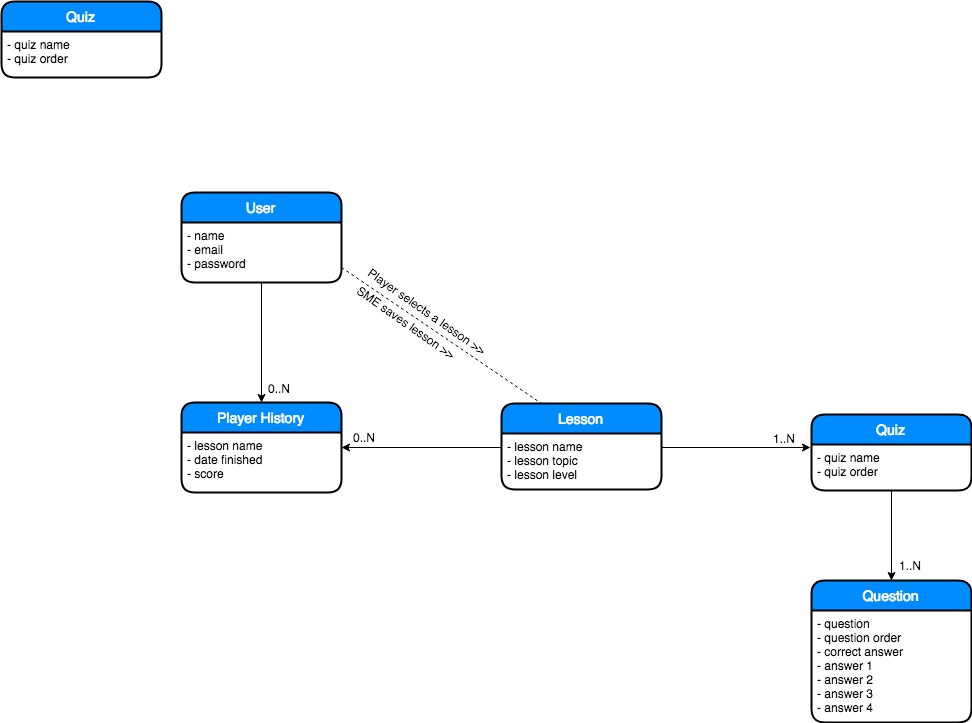 Quiz
- quiz name
- quiz order
User
- name
- email
- password
Player selects a lesson >>
SME saves lesson >>
0..N
Player History
- lesson name
- date finished
- score
0..N
Lesson
- lesson name
- lesson topic
- lesson level
1..N
Quiz
- quiz name
- quiz order
1..N
Question
- question
- question order
- correct answer
- answer 1
- answer 2
- answer 3
- answer 4